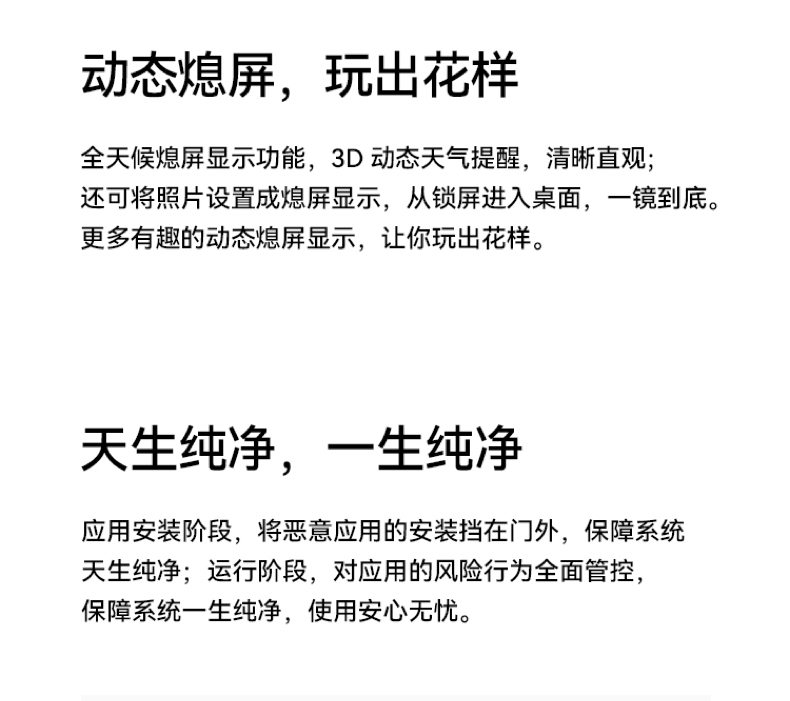 动态熄屏，玩出花样
全天候熄屏显示功能，3D 动态天气提醒，清晰直观；
还可将照片设置成熄屏显示，从锁屏进入桌面，一镜到底。
更多有趣的动态熄屏显示，让你玩出花样。
天生纯净，一生纯净
应用安装阶段，将恶意应用的安装挡在门外，保障系统
天生纯净；运行阶段，对应用的风险行为全面管控，
保障系统一生纯净，使用安心无忧。